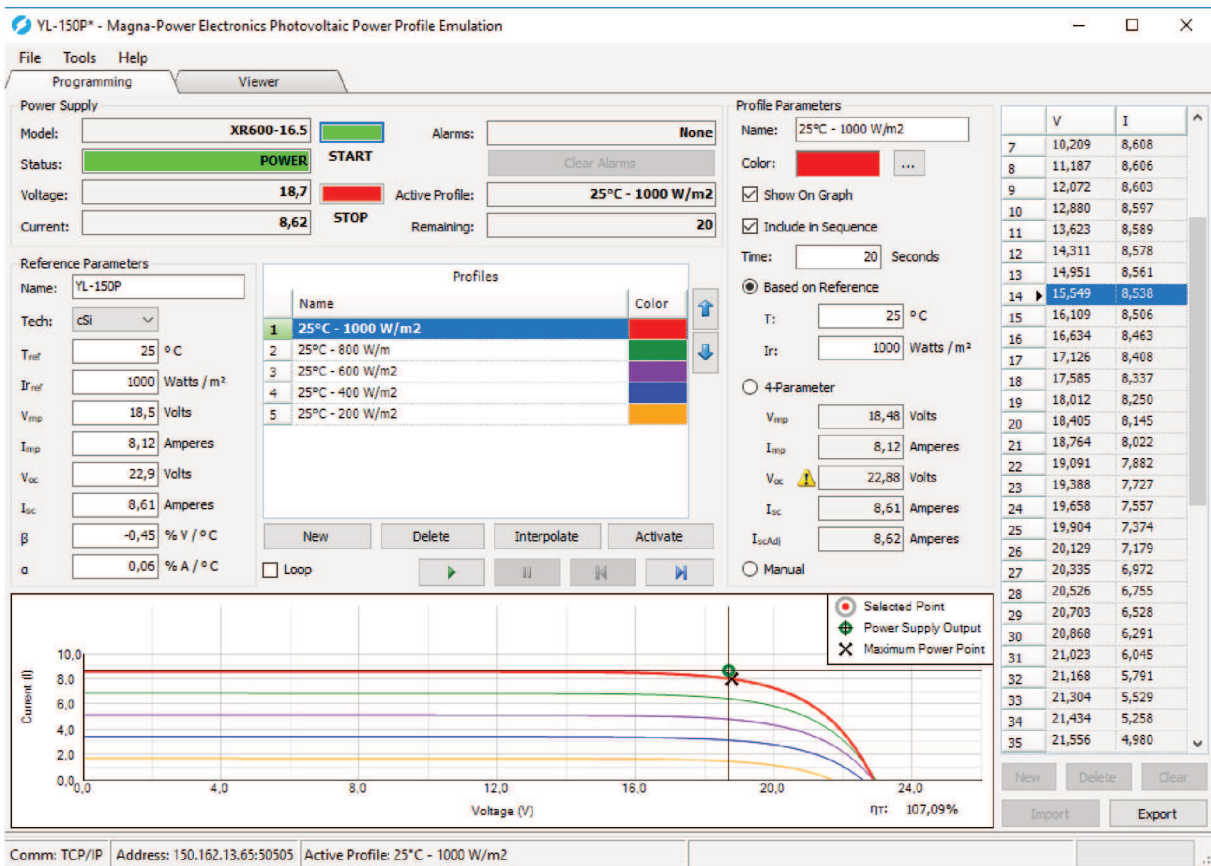 YL-150P* - Magna-Power Electronics Photovoltaic Power Profile Emulation
File Tools Help
Programming Viewer
Power Supply
Model: XR600-16.5
START
Status: POWER
Voltage: 18,7
STOP
Current: 8,62
Alarms: None
Clear Alarms
Active Profile: 25°C - 1000 W/m2
Remaining: 20
Reference Parameters
Name: YL-150P
Tech: cSi
Tref 25 °C
Irref 1000 Watts / m²
Vmp 18,5 Volts
Imp 8,12 Amperes
Voc 22,9 Volts
Isc 8,61 Amperes
β -0,45 % V / °C
α 0,06 % A / °C
Profiles
Name Color
1 25°C - 1000 W/m2
2 25°C - 800 W/m
3 25°C - 600 W/m2
4 25°C - 400 W/m2
5 25°C - 200 W/m2
New Delete Interpolate Activate
Loop
Profile Parameters
Name: 25°C - 1000 W/m2
Color: ...
Show On Graph
Include in Sequence
Time: 20 Seconds
Based on Reference
T: 25 °C
Ir: 1000 Watts / m²
4-Parameter
Vmp 18,48 Volts
Imp 8,12 Amperes
Voc 22,88 Volts
Isc 8,61 Amperes
IscAdj 8,62 Amperes
Manual
V I
7 10,209 8,608
8 11,187 8,606
9 12,072 8,603
10 12,880 8,597
11 13,623 8,589
12 14,311 8,578
13 14,951 8,561
14 15,549 8,538
15 16,109 8,506
16 16,634 8,463
17 17,126 8,408
18 17,585 8,337
19 18,012 8,250
20 18,405 8,145
21 18,764 8,022
22 19,091 7,882
23 19,388 7,727
24 19,658 7,557
25 19,904 7,374
26 20,129 7,179
27 20,335 6,972
28 20,526 6,755
29 20,703 6,528
30 20,868 6,291
31 21,023 6,045
32 21,168 5,791
33 21,304 5,529
34 21,434 5,258
35 21,556 4,980
New Delete Clear
Import Export
Selected Point
Power Supply Output
Maximum Power Point
Current (I)
10,0
8,0
6,0
4,0
2,0
0,0
0,0 4,0 8,0 12,0 16,0 20,0 24,0
Voltage (V)
ηT: 107,09%
Comm: TCP/IP Address: 150.162.13.65:50505 Active Profile: 25°C - 1000 W/m2